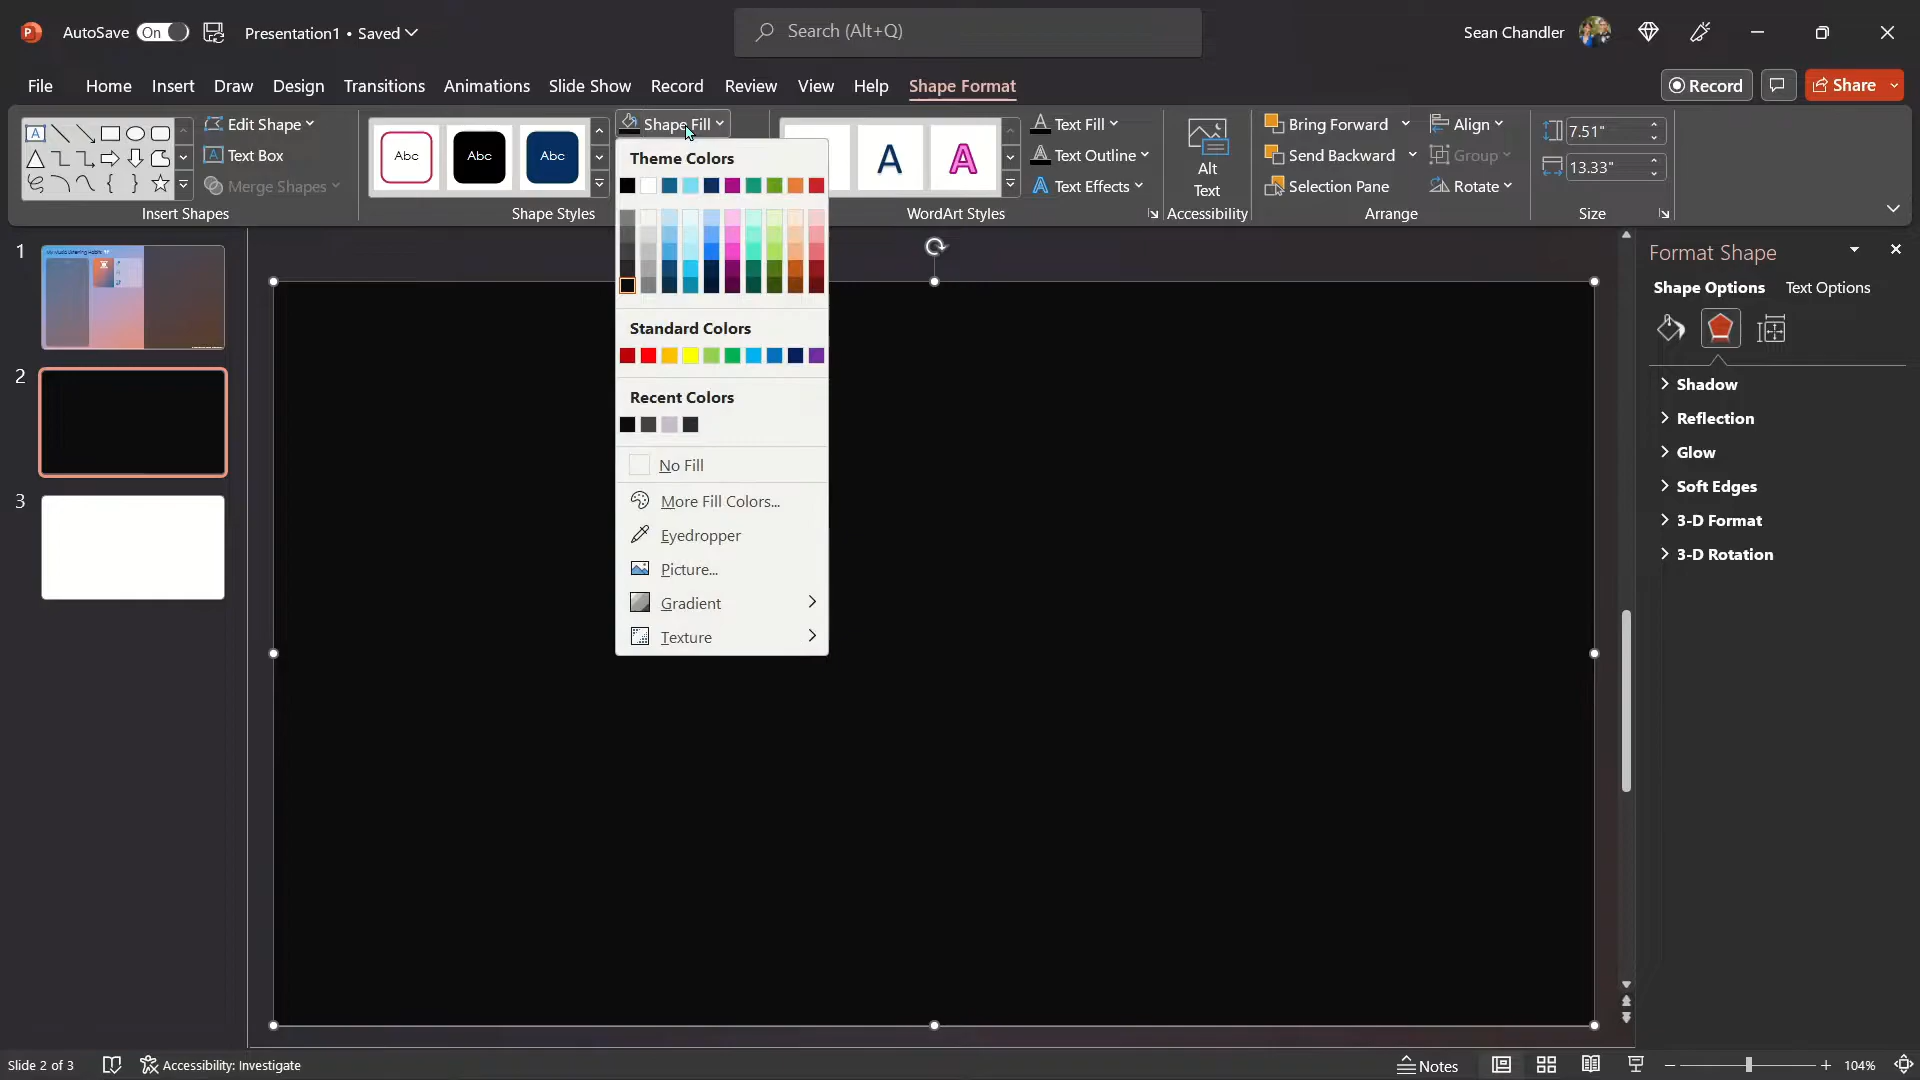 AutoSave On Presentation1 • Saved
Search (Alt+Q)
Sean Chandler
File Home Insert Draw Design Transitions Animations Slide Show Record Review View Help Shape Format
Record
Share
Edit Shape
Text Box
Merge Shapes
Insert Shapes
Abc Abc Abc
Shape Styles
Shape Fill
Theme Colors
Standard Colors
Recent Colors
No Fill
More Fill Colors...
Eyedropper
Picture...
Gradient
Texture
A A
WordArt Styles
Text Fill
Text Outline
Text Effects
Alt
Text
Accessibility
Bring Forward
Send Backward
Selection Pane
Align
Group
Rotate
Arrange
7.51"
13.33"
Size
1
My Music Listening Habits
2
3
Format Shape
Shape Options Text Options
Shadow
Reflection
Glow
Soft Edges
3-D Format
3-D Rotation
Slide 2 of 3
Accessibility: Investigate
Notes
104%